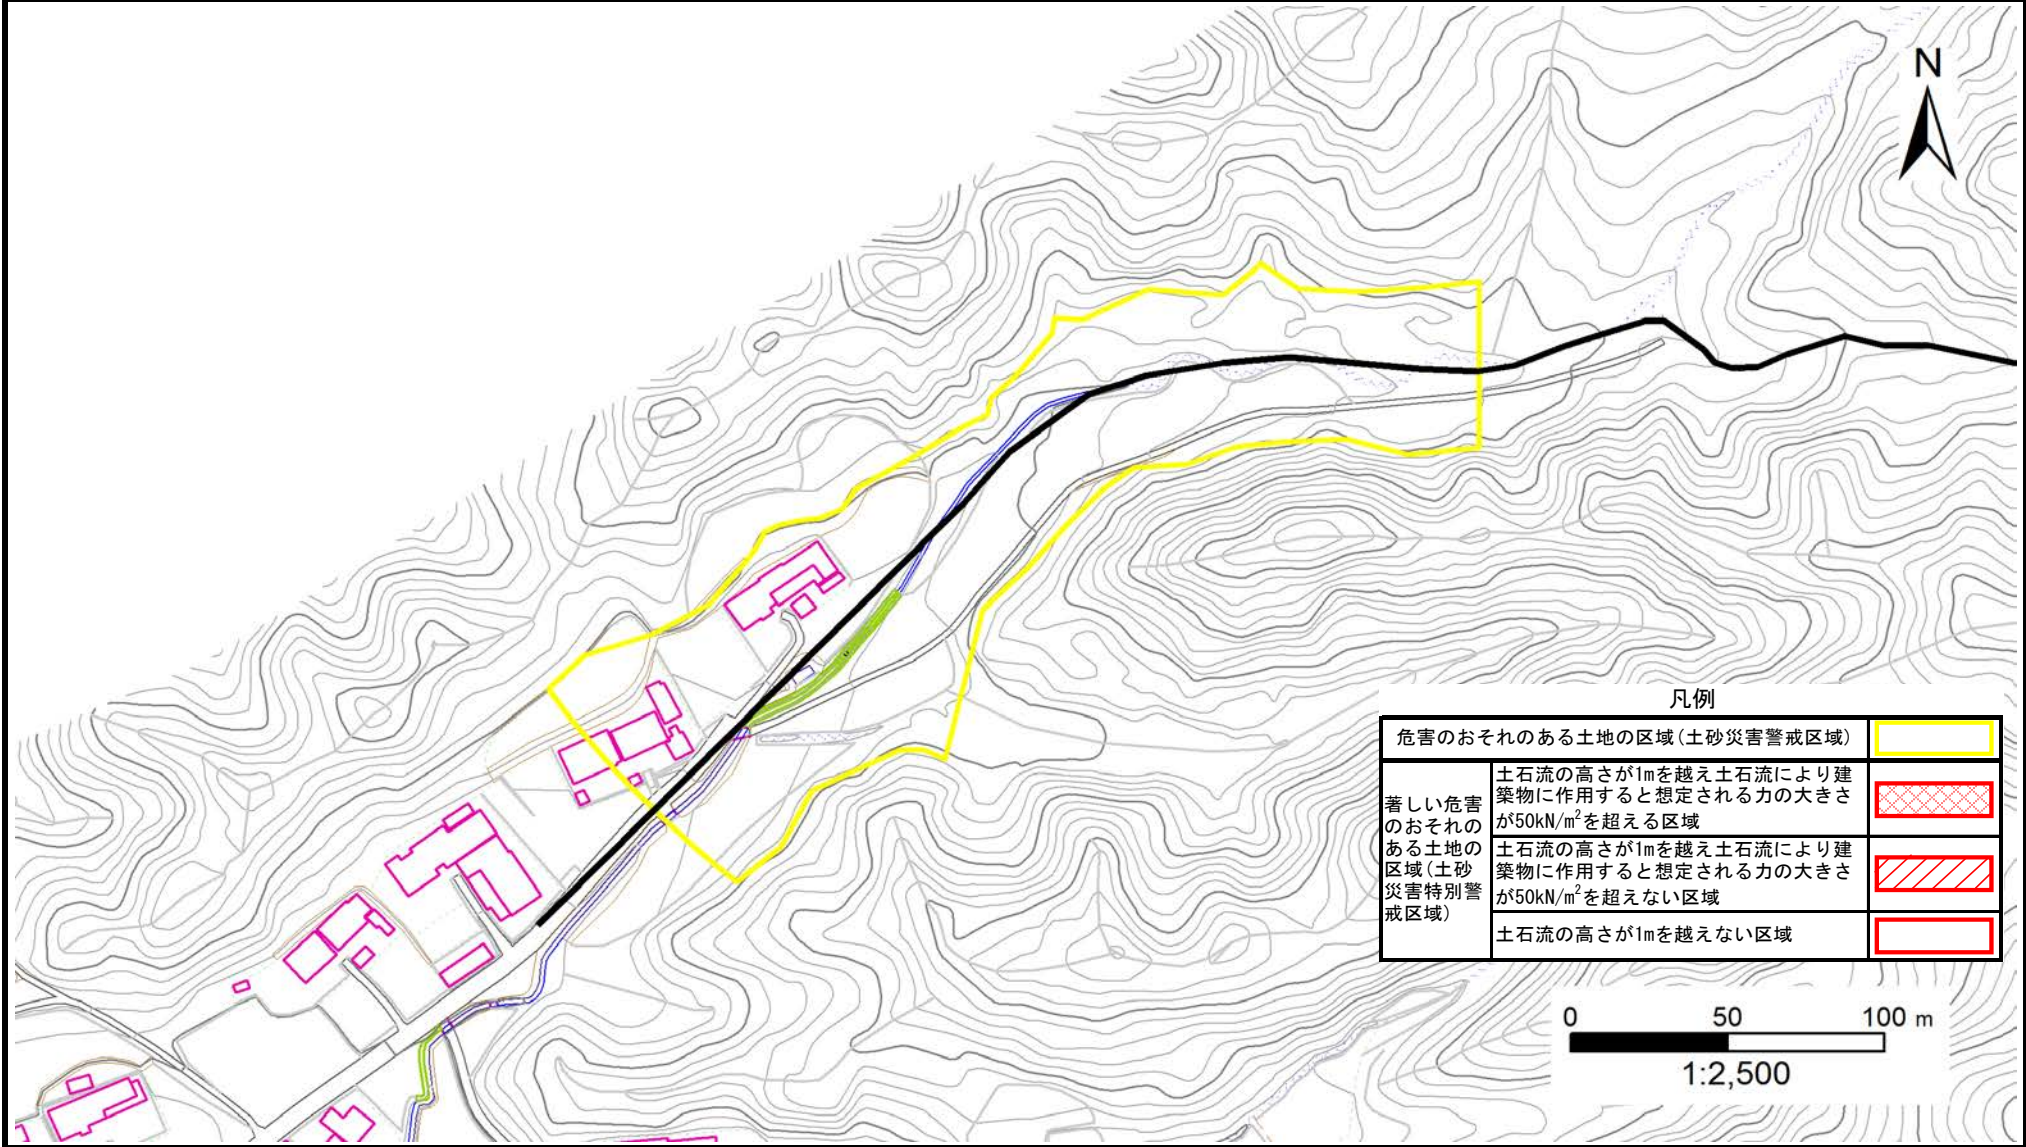 N
凡例
危害のおそれのある土地の区域(土砂災害警戒区域)
著しい危害
のおそれの
ある土地の
区域(土砂
災害特別警
戒区域)
土石流の高さが1mを越え土石流により建
築物に作用すると想定される力の大きさ
が50kN/m²を超える区域
土石流の高さが1mを越え土石流により建
築物に作用すると想定される力の大きさ
が50kN/m²を超えない区域
土石流の高さが1mを越えない区域
0 50 100 m
1:2,500